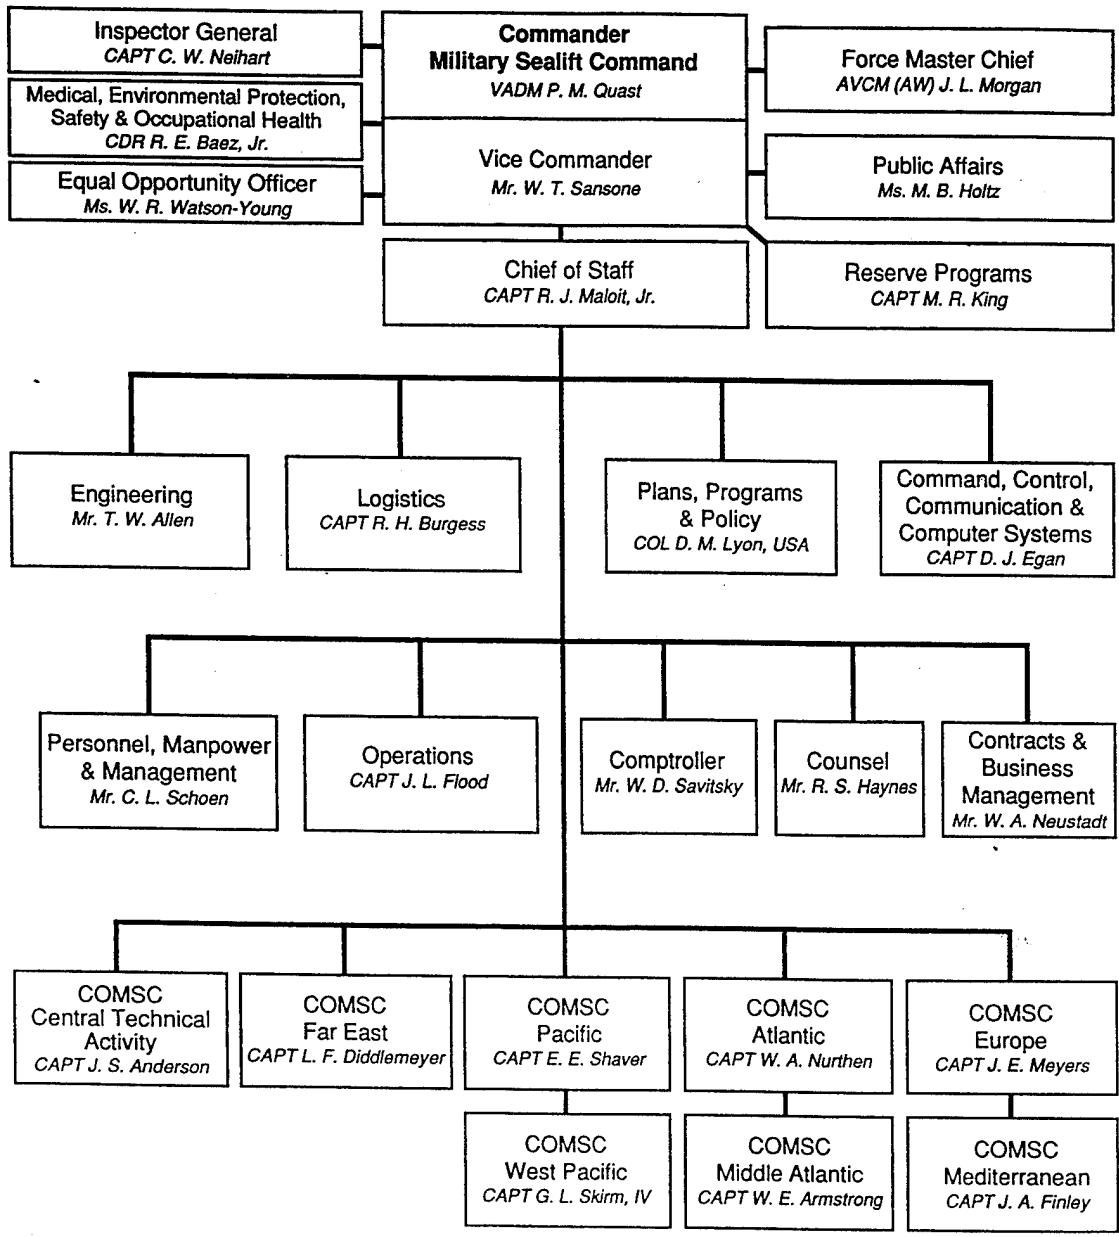 Inspector General
CAPT C. W. Neihart
Medical, Environmental Protection,
Safety & Occupational Health
CDR R. E. Baez, Jr.
Equal Opportunity Officer
Ms. W. R. Watson-Young
Commander
Military Sealift Command
VADM P. M. Quast
Vice Commander
Mr. W. T. Sansone
Force Master Chief
AVCM (AW) J. L. Morgan
Public Affairs
Ms. M. B. Holtz
Chief of Staff
CAPT R. J. Maloit, Jr.
Reserve Programs
CAPT M. R. King
Engineering
Mr. T. W. Allen
Logistics
CAPT R. H. Burgess
Plans, Programs
& Policy
COL D. M. Lyon, USA
Command, Control,
Communication &
Computer Systems
CAPT D. J. Egan
Personnel, Manpower
& Management
Mr. C. L. Schoen
Operations
CAPT J. L. Flood
Comptroller
Mr. W. D. Savitsky
Counsel
Mr. R. S. Haynes
Contracts &
Business
Management
Mr. W. A. Neustadt
COMSC
Central Technical
Activity
CAPT J. S. Anderson
COMSC
Far East
CAPT L. F. Diddlemeyer
COMSC
Pacific
CAPT E. E. Shaver
COMSC
Atlantic
CAPT W. A. Nurthen
COMSC
Europe
CAPT J. E. Meyers
COMSC
West Pacific
CAPT G. L. Skirm, IV
COMSC
Middle Atlantic
CAPT W. E. Armstrong
COMSC
Mediterranean
CAPT J. A. Finley